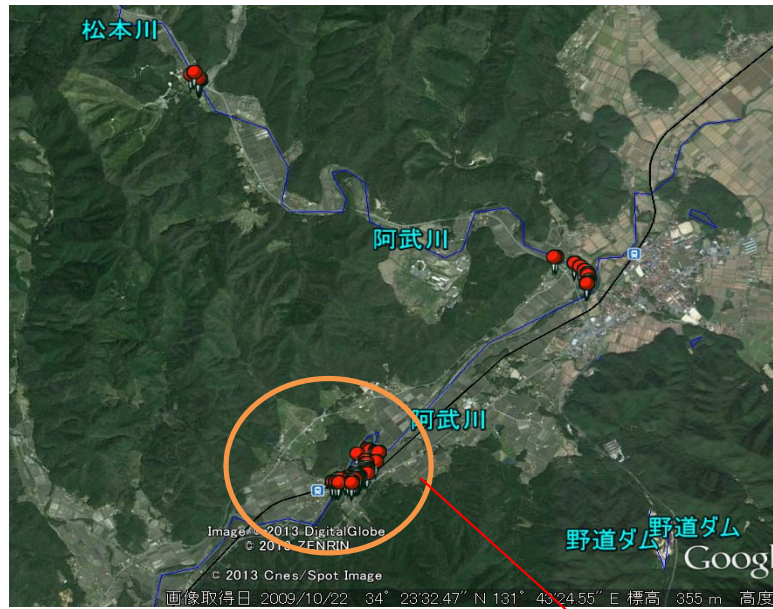 松本川
阿武川
阿武川
野道ダム
野道ダム
Image © 2013 DigitalGlobe
© 2013 ZENRIN
© 2013 Cnes/Spot Image
Googl
画像取得日: 2009/10/22 34° 23'32.47" N 131° 43'24.55" E 標高 355 m 高度